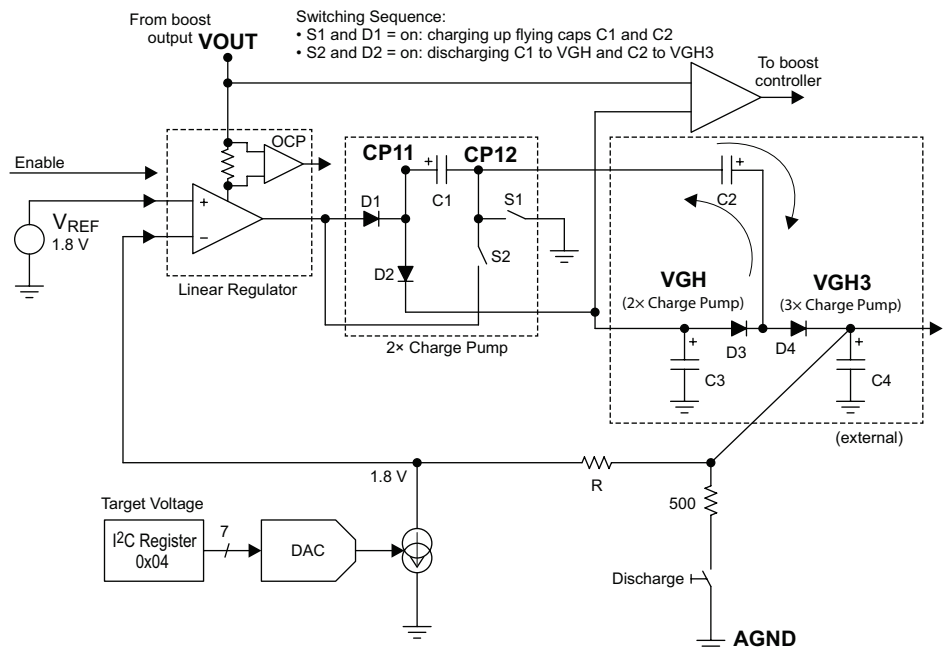 From boost
output VOUT
Switching Sequence:
• S1 and D1 = on: charging up flying caps C1 and C2
• S2 and D2 = on: discharging C1 to VGH and C2 to VGH3
To boost
controller
OCP
CP11
CP12
+
C1
+
C2
Enable
D1
S1
VREF
1.8 V
+
–
S2
D2
Linear Regulator
2× Charge Pump
VGH
(2× Charge Pump)
VGH3
(3× Charge Pump)
D3
D4
+
C3
+
C4
(external)
1.8 V
R
500
Target Voltage
I2C Register
0x04
7
DAC
Discharge
AGND